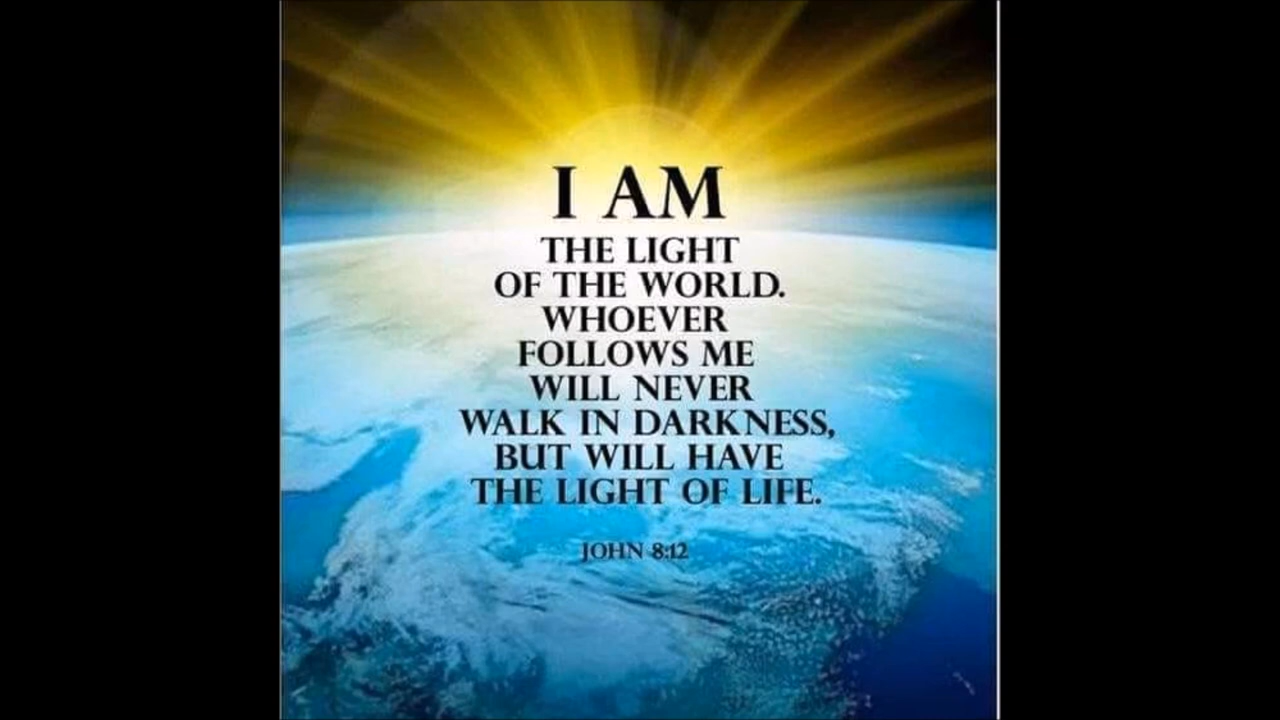 I AM
THE LIGHT
OF THE WORLD.
WHOEVER
FOLLOWS ME
WILL NEVER
WALK IN DARKNESS,
BUT WILL HAVE
THE LIGHT OF LIFE.
JOHN 8:12